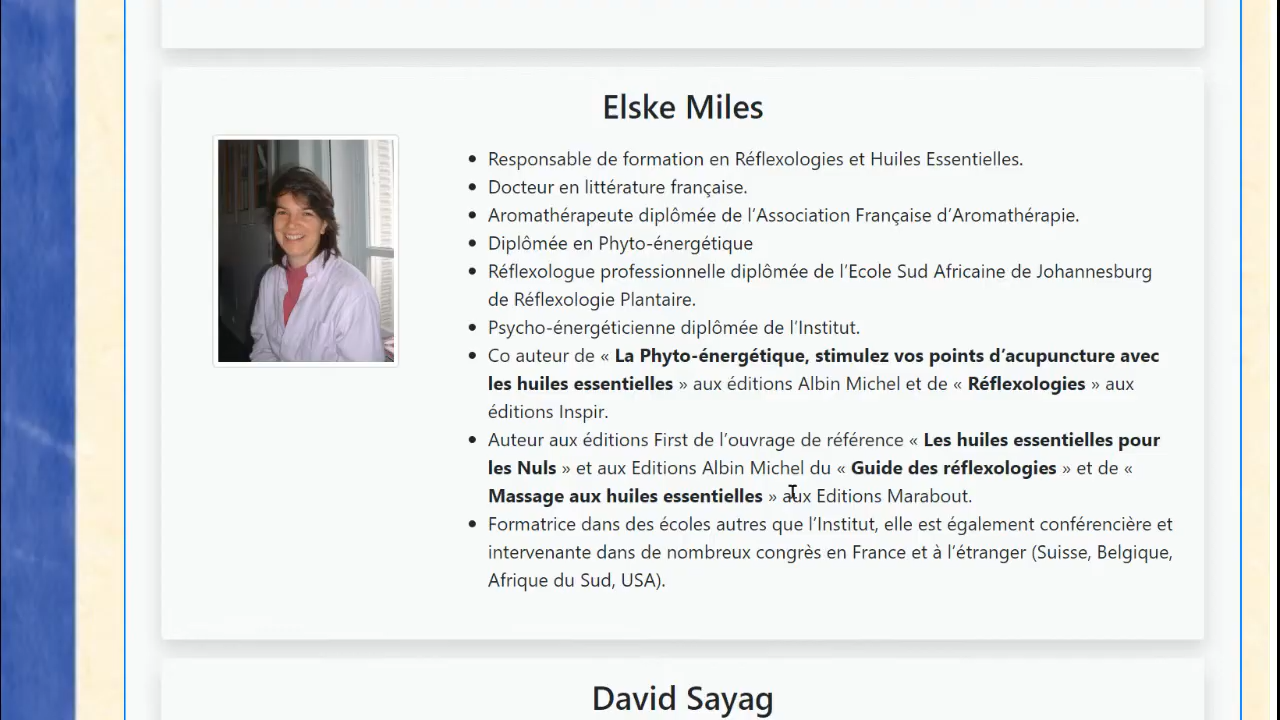 Elske Miles
Responsable de formation en Réflexologies et Huiles Essentielles.
Docteur en littérature française.
Aromathérapeute diplômée de l’Association Française d’Aromathérapie.
Diplômée en Phyto-énergétique
Réflexologue professionnelle diplômée de l’Ecole Sud Africaine de Johannesburg
de Réflexologie Plantaire.
Psycho-énergéticienne diplômée de l’Institut.
Co auteur de « La Phyto-énergétique, stimulez vos points d’acupuncture avec
les huiles essentielles » aux éditions Albin Michel et de « Réflexologies » aux
éditions Inspir.
Auteur aux éditions First de l’ouvrage de référence « Les huiles essentielles pour
les Nuls » et aux Editions Albin Michel du « Guide des réflexologies » et de «
Massage aux huiles essentielles » aux Editions Marabout.
Formatrice dans des écoles autres que l’Institut, elle est également conférencière et
intervenante dans de nombreux congrès en France et à l’étranger (Suisse, Belgique,
Afrique du Sud, USA).
David Sayag